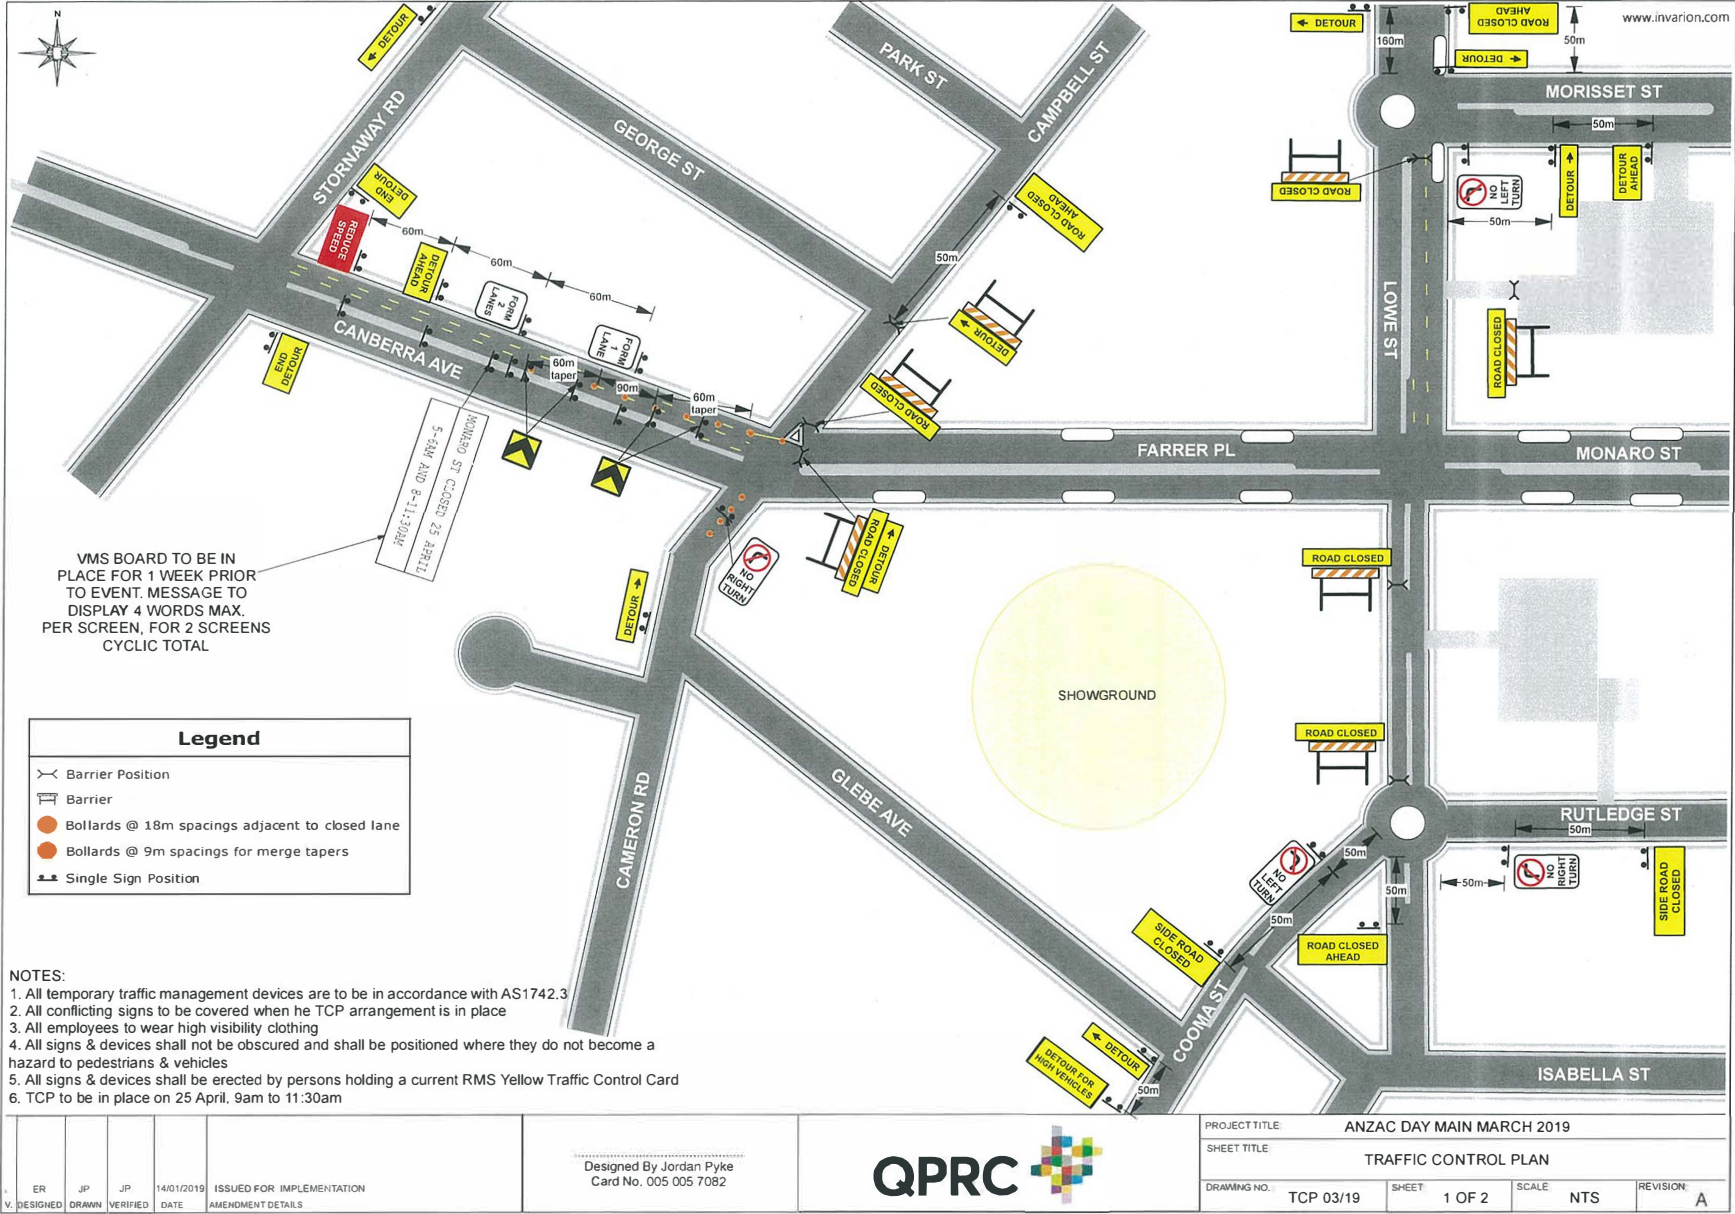 N
← DETOUR
STORNAWAY RD
GEORGE ST
PARK ST
CAMPBELL ST
← DETOUR
160m
ROAD CLOSED
AHEAD
50m
www.invarion.com
DETOUR →
MORISSET ST
50m
ROAD CLOSED
NO
LEFT
TURN
DETOUR →
DETOUR
AHEAD
50m
END
DETOUR
REDUCE
SPEED
60m
DETOUR
AHEAD
60m
FORM
2
LANES
60m
FORM
1
LANE
ROAD CLOSED
AHEAD
50m
← DETOUR
LOWE ST
ROAD CLOSED
CANBERRA AVE
END
DETOUR
60m
taper
90m
60m
taper
ROAD CLOSED
FARRER PL
MONARO ST
MONARO ST CLOSED 25 APRIL
5-6AM AND 8-11:30AM
ROAD CLOSED
← DETOUR
NO
RIGHT
TURN
DETOUR →
VMS BOARD TO BE IN
PLACE FOR 1 WEEK PRIOR
TO EVENT. MESSAGE TO
DISPLAY 4 WORDS MAX.
PER SCREEN, FOR 2 SCREENS
CYCLIC TOTAL
ROAD CLOSED
SHOWGROUND
ROAD CLOSED
Legend
Barrier Position
Barrier
Bollards @ 18m spacings adjacent to closed lane
Bollards @ 9m spacings for merge tapers
Single Sign Position
CAMERON RD
GLEBE AVE
RUTLEDGE ST
50m
50m
NO
LEFT
TURN
50m
50m
50m
NO
RIGHT
TURN
SIDE ROAD
CLOSED
SIDE ROAD
CLOSED
ROAD CLOSED
AHEAD
COOMA ST
← DETOUR
DETOUR FOR
HIGH VEHICLES
50m
ISABELLA ST
NOTES:
1. All temporary traffic management devices are to be in accordance with AS1742.3
2. All conflicting signs to be covered when he TCP arrangement is in place
3. All employees to wear high visibility clothing
4. All signs & devices shall not be obscured and shall be positioned where they do not become a
hazard to pedestrians & vehicles
5. All signs & devices shall be erected by persons holding a current RMS Yellow Traffic Control Card
6. TCP to be in place on 25 April, 9am to 11:30am
ER JP JP 14/01/2019 ISSUED FOR IMPLEMENTATION
V. DESIGNED DRAWN VERIFIED DATE AMENDMENT DETAILS
Designed By Jordan Pyke
Card No. 005 005 7082
QPRC
PROJECT TITLE: ANZAC DAY MAIN MARCH 2019
SHEET TITLE
TRAFFIC CONTROL PLAN
DRAWING NO. TCP 03/19 SHEET 1 OF 2 SCALE NTS REVISION: A